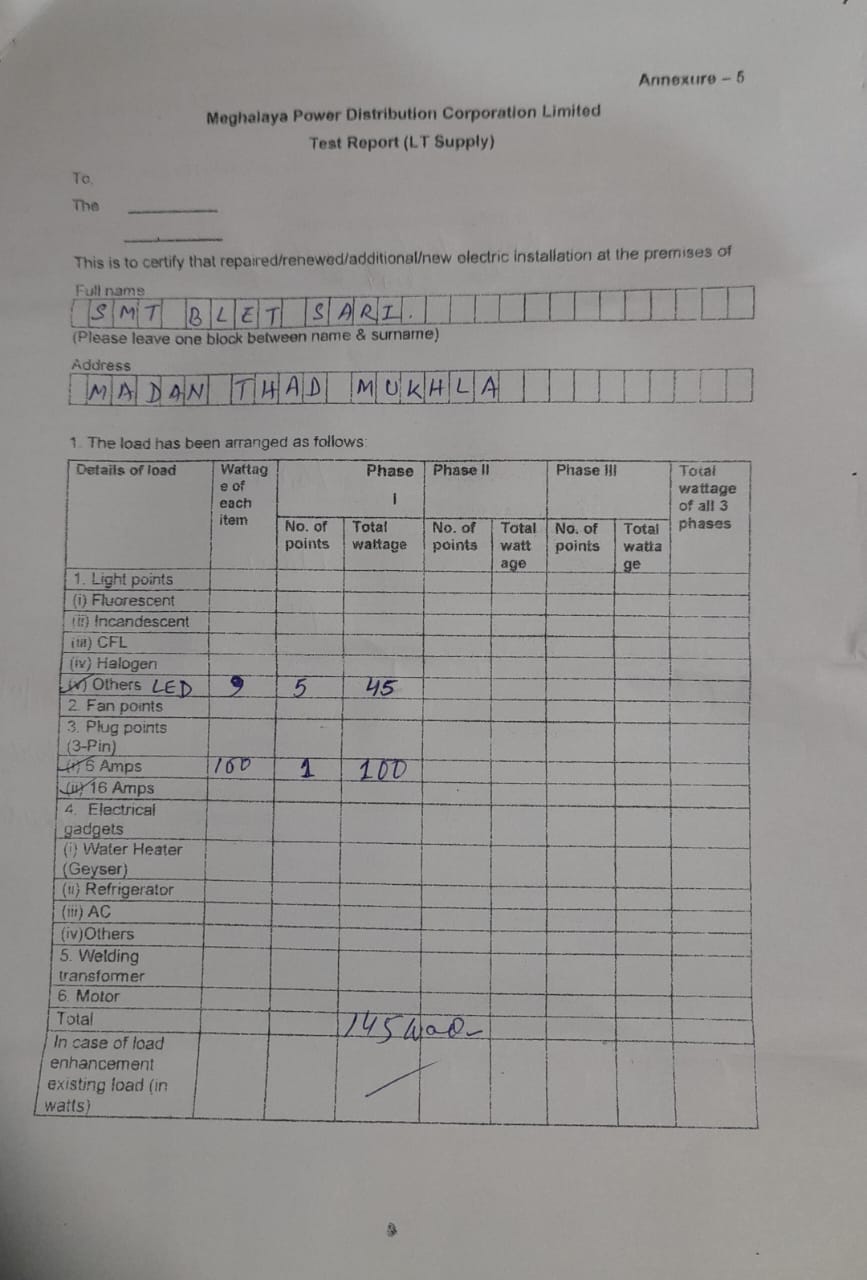 Annexure – 5
Meghalaya Power Distribution Corporation Limited
Test Report (LT Supply)
To,
The
This is to certify that repaired/renewed/additional/new electric installation at the premises of
Full name
SMT BLET SARI.
(Please leave one block between name & surname)
Address
MADAN THAD MUKHLA
1. The load has been arranged as follows:
Details of load Wattag e of each item Phase I Phase II Phase III Total wattage of all 3 phases
No. of points Total wattage No. of points Total watt age No. of points Total watta ge
1. Light points
(i) Fluorescent
(ii) Incandescent
(iii) CFL
(iv) Halogen
(v) Others LED 9 5 45
2. Fan points
3. Plug points
(3-Pin)
(i) 5 Amps 100 1 100
(ii) 16 Amps
4. Electrical
gadgets
(i) Water Heater
(Geyser)
(ii) Refrigerator
(iii) AC
(iv)Others
5. Welding
transformer
6. Motor
Total 145
In case of load
enhancement
existing load (in
watts)